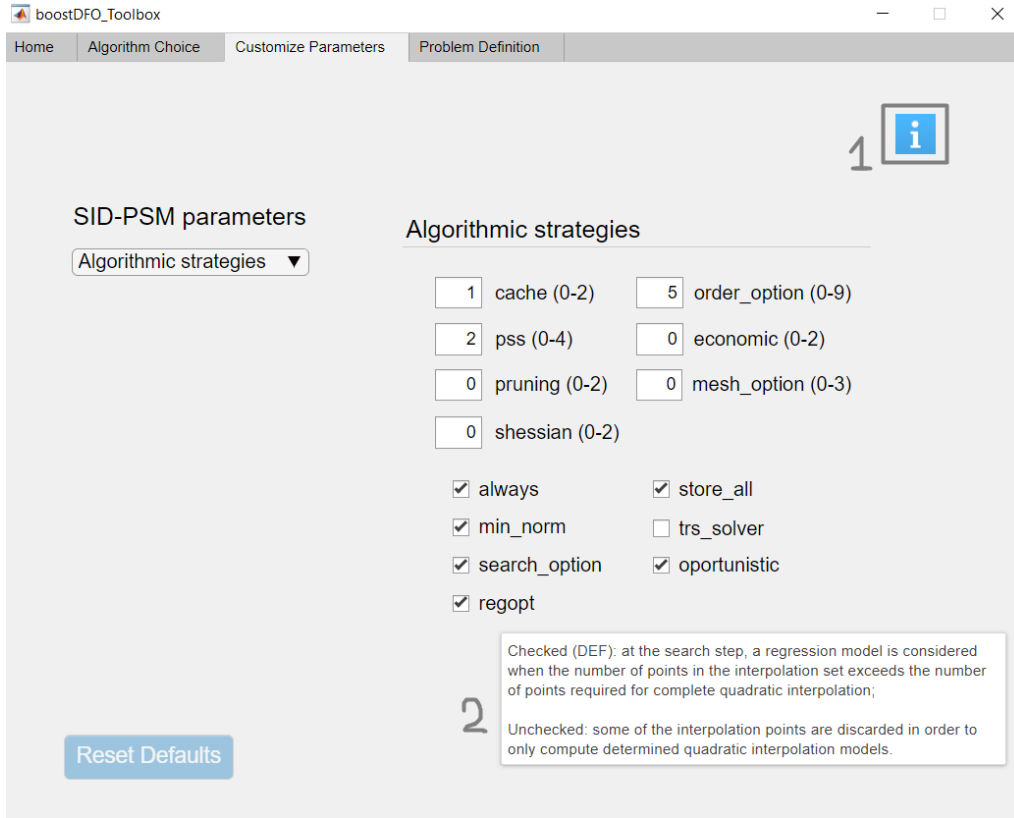 boostDFO_Toolbox
Home Algorithm Choice Customize Parameters Problem Definition
1 i
SID-PSM parameters
Algorithmic strategies
Algorithmic strategies
1 cache (0-2) 5 order_option (0-9)
2 pss (0-4) 0 economic (0-2)
0 pruning (0-2) 0 mesh_option (0-3)
0 shessian (0-2)
always store_all
min_norm trs_solver
search_option oportunistic
regopt
2
Checked (DEF): at the search step, a regression model is considered
when the number of points in the interpolation set exceeds the number
of points required for complete quadratic interpolation;
Unchecked: some of the interpolation points are discarded in order to
only compute determined quadratic interpolation models.
Reset Defaults